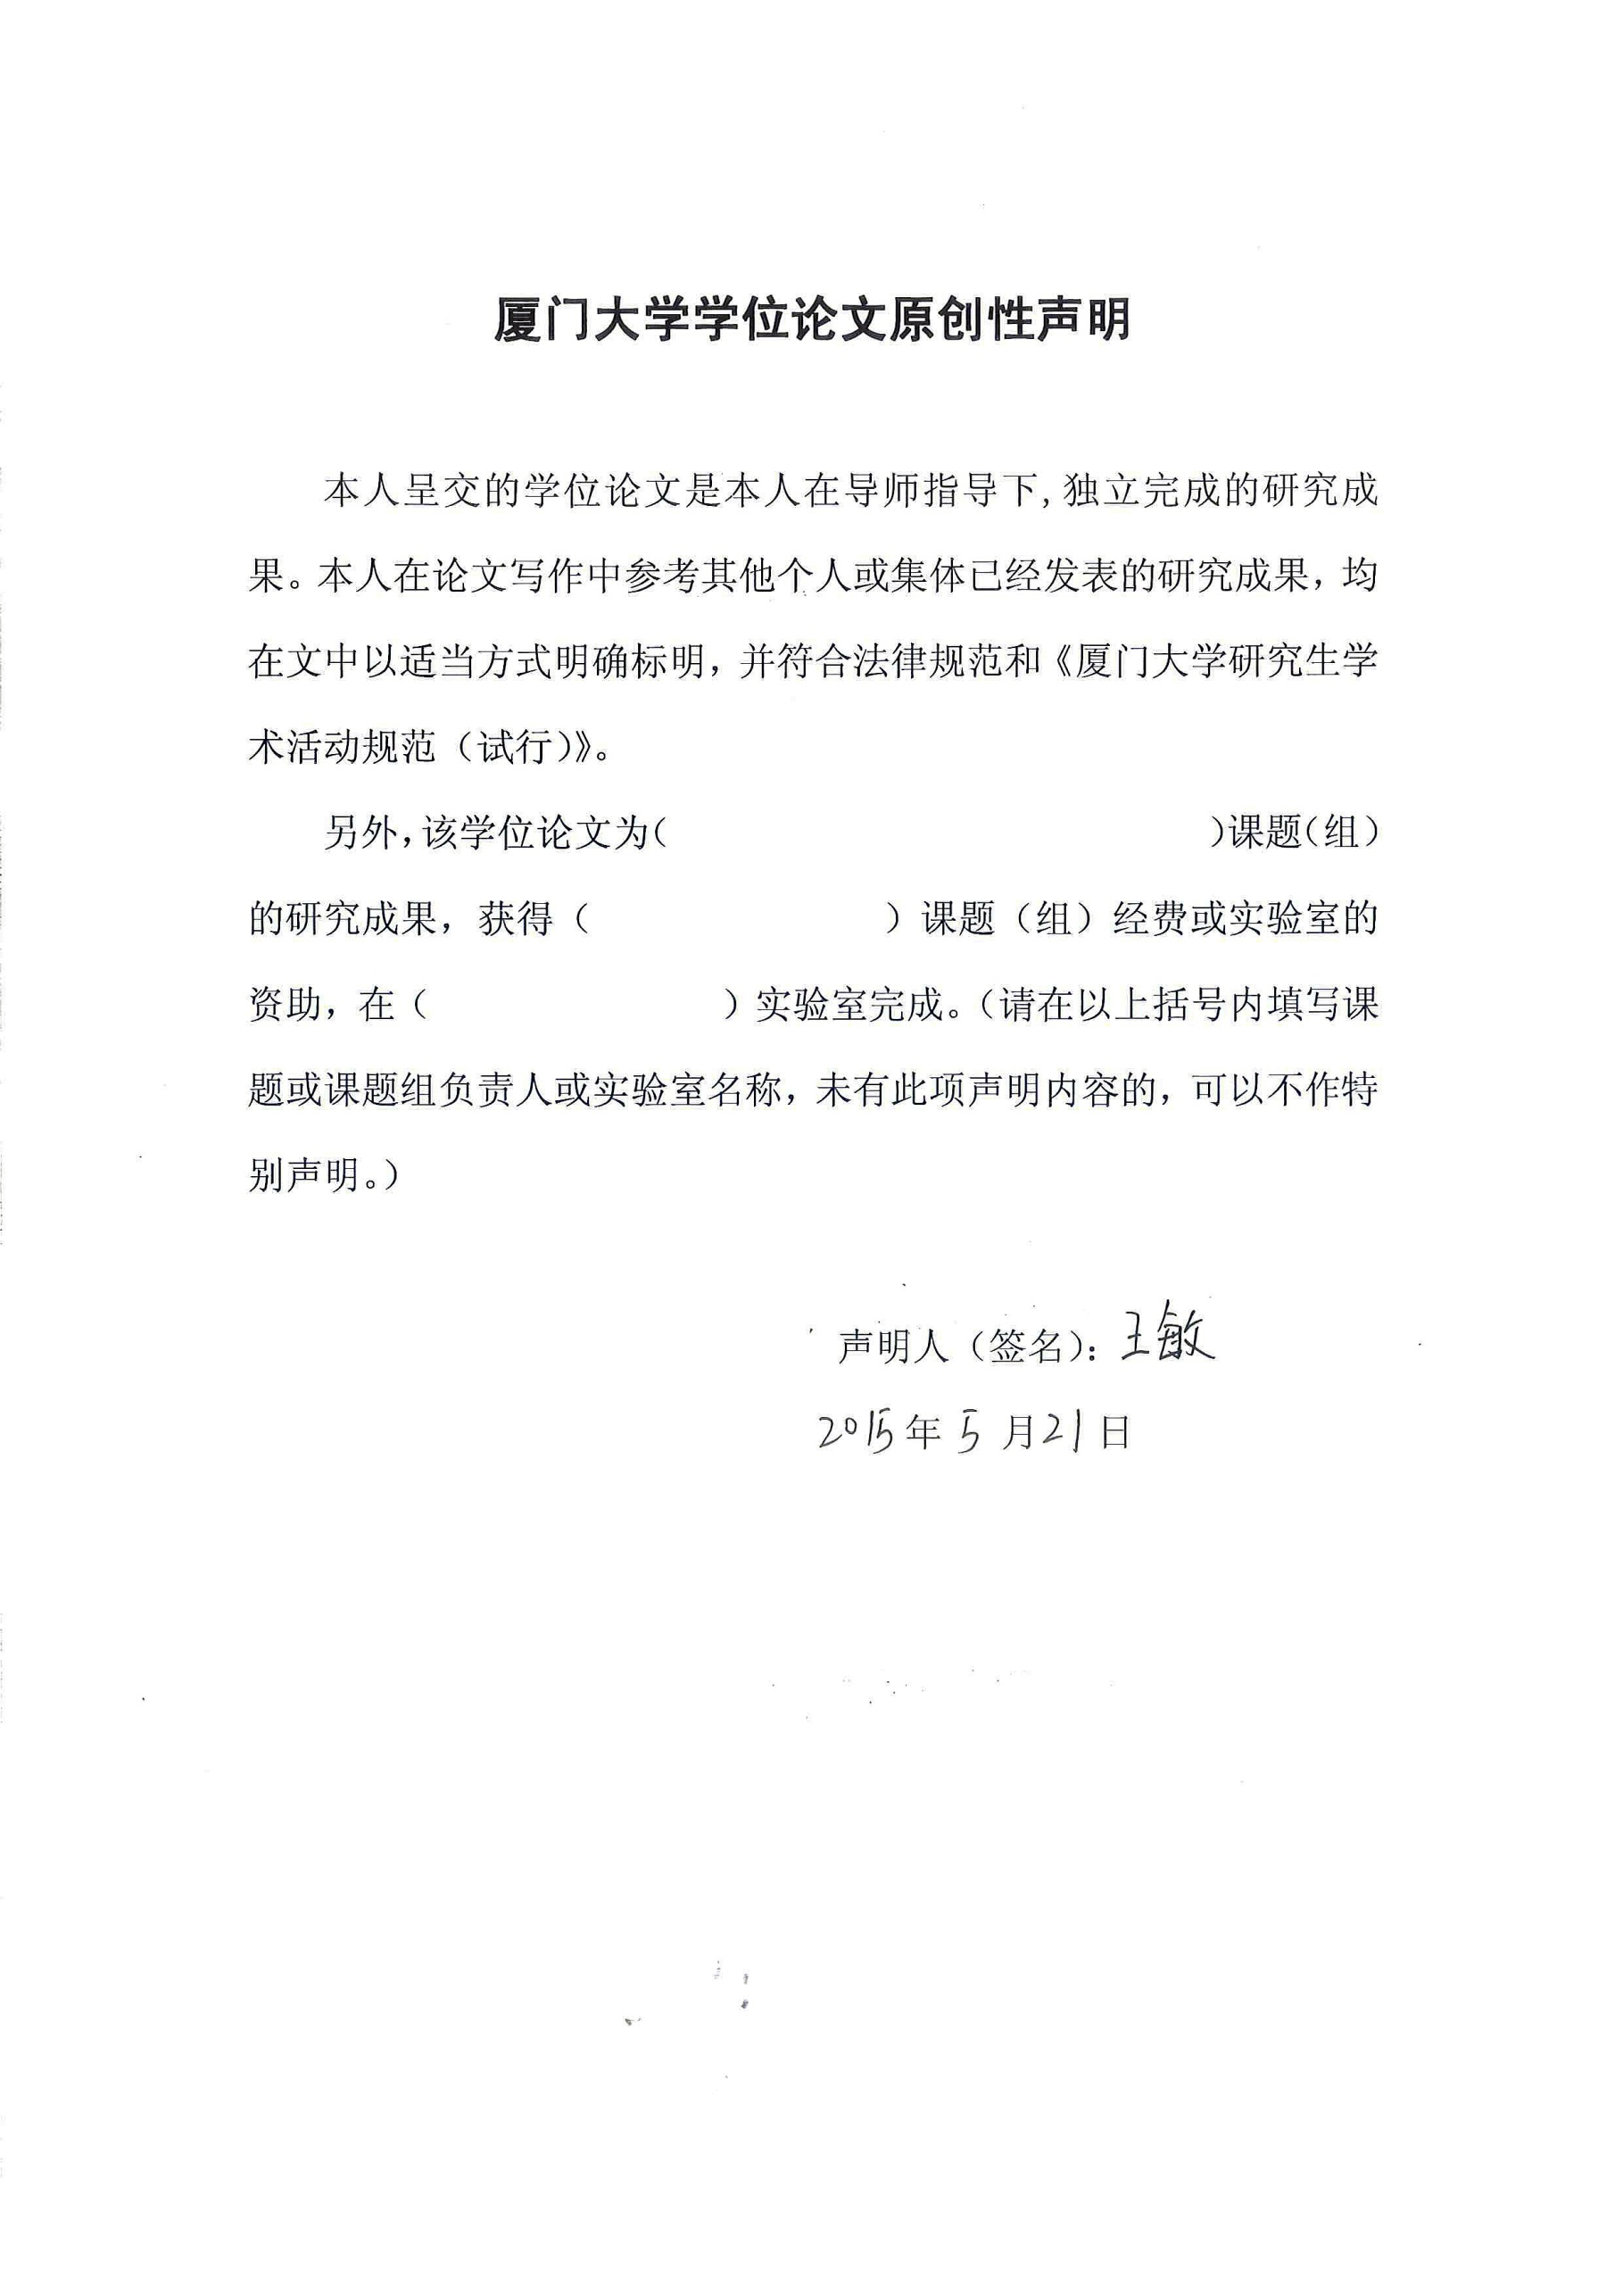 厦门大学学位论文原创性声明
本人呈交的学位论文是本人在导师指导下,独立完成的研究成
果。本人在论文写作中参考其他个人或集体已经发表的研究成果，均
在文中以适当方式明确标明，并符合法律规范和《厦门大学研究生学
术活动规范（试行）》。
另外，该学位论文为（ ）课题（组）
的研究成果，获得（ ）课题（组）经费或实验室的
资助，在（ ）实验室完成。（请在以上括号内填写课
题或课题组负责人或实验室名称，未有此项声明内容的，可以不作特
别声明。）
声明人（签名）：王敏
2015年5月21日